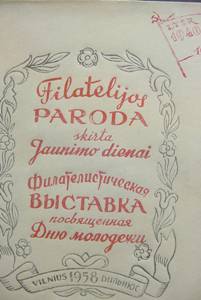 Filatelijos
PARODA
skirta
Jaunimo dienai
Филателистическая
ВЫСТАВКА
посвященная
Дню молодежи
VILNIUS 1958 ВИЛЬНЮС